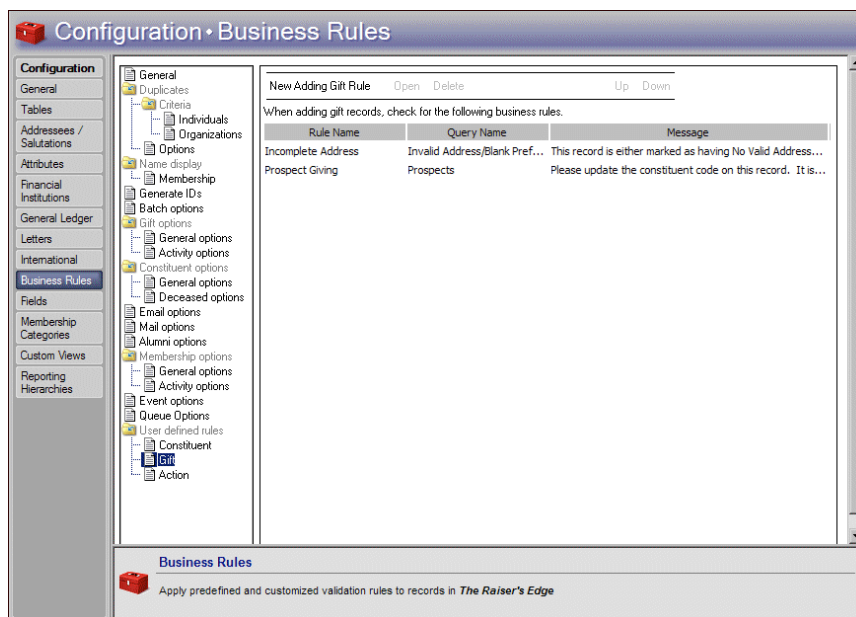 Configuration • Business Rules
Configuration
General
Tables
Addressees /
Salutations
Attributes
Financial
Institutions
General Ledger
Letters
International
Business Rules
Fields
Membership
Categories
Custom Views
Reporting
Hierarchies
General
Duplicates
Criteria
Individuals
Organizations
Options
Name display
Membership
Generate IDs
Batch options
Gift options
General options
Activity options
Constituent options
General options
Deceased options
Email options
Mail options
Alumni options
Membership options
General options
Activity options
Event options
Queue Options
User defined rules
Constituent
Gift
Action
New Adding Gift Rule Open Delete Up Down
When adding gift records, check for the following business rules.
Rule Name Query Name Message
Incomplete Address Invalid Address/Blank Pref... This record is either marked as having No Valid Address...
Prospect Giving Prospects Please update the constituent code on this record. It is...
Business Rules
Apply predefined and customized validation rules to records in The Raiser's Edge